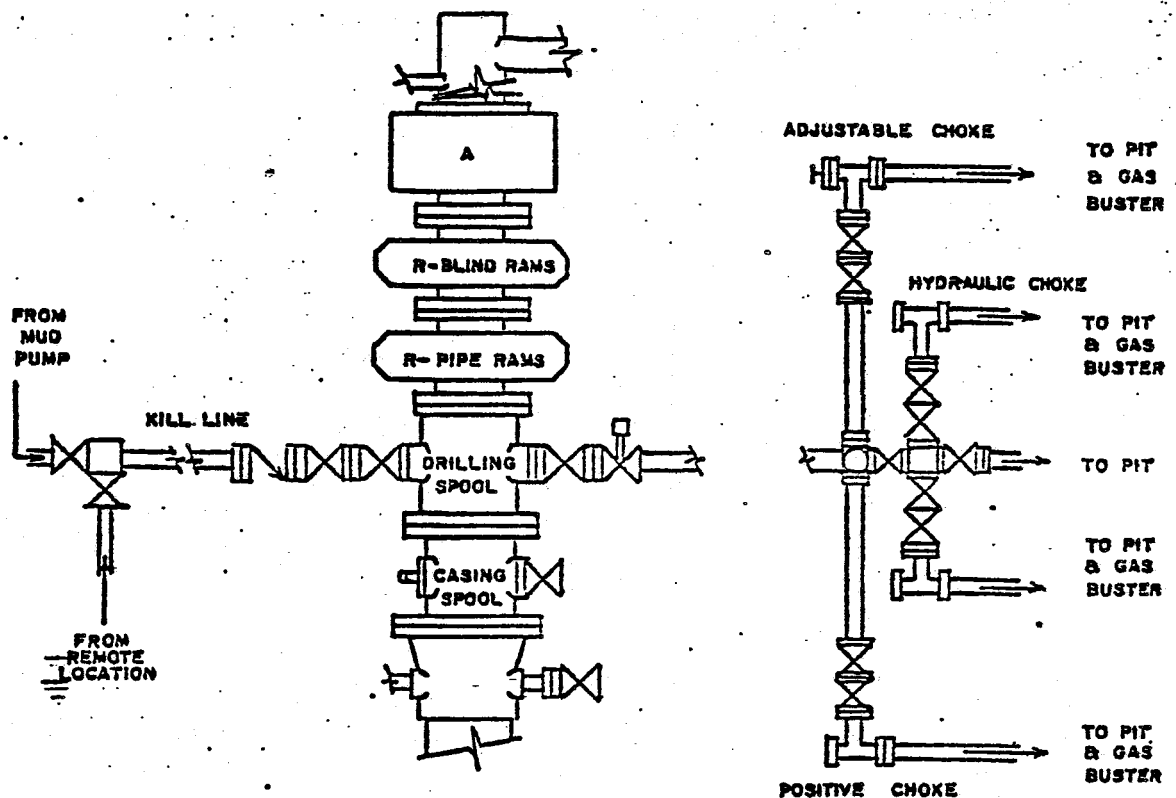 A
R-BLIND RAMS
R- PIPE RAMS
FROM
MUD
PUMP
KILL LINE
DRILLING
SPOOL
CASING
SPOOL
FROM
REMOTE
LOCATION
ADJUSTABLE CHOKE
TO PIT
& GAS
BUSTER
HYDRAULIC CHOKE
TO PIT
& GAS
BUSTER
TO PIT
TO PIT
& GAS
BUSTER
TO PIT
& GAS
BUSTER
POSITIVE CHOKE